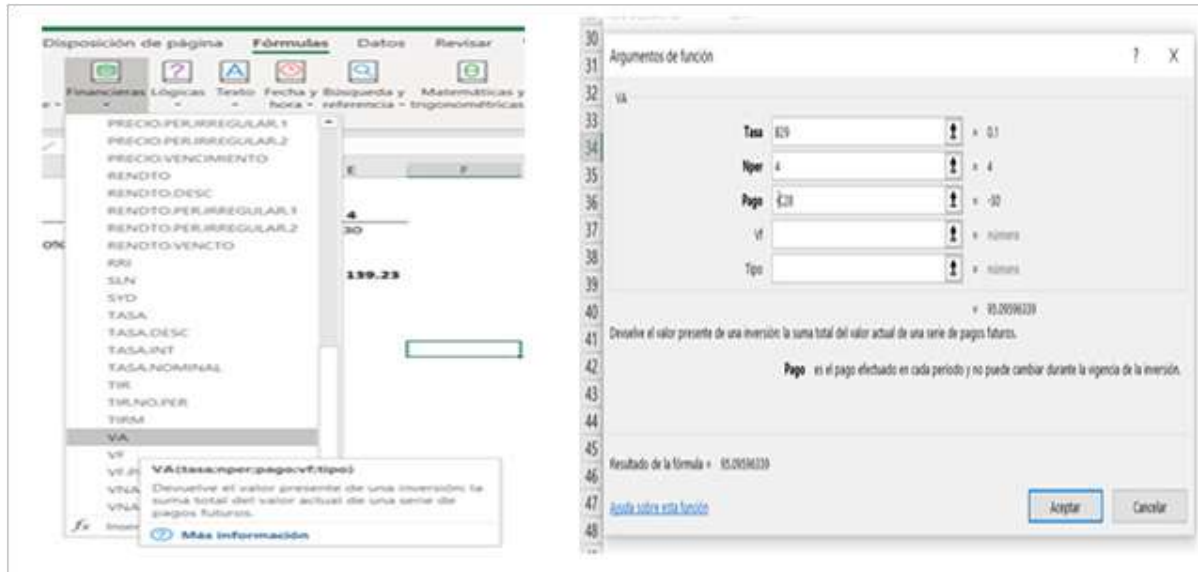 Disposición de página Fórmulas Datos Revisar
Financieras Lógicas Texto Fecha y hora Búsqueda y referencia Matemáticas y trigonométricas
PRECIO.PER.IRREGULAR.1
PRECIO.PER.IRREGULAR.2
PRECIO.VENCIMIENTO
RENDTO
RENDTO.DESC
RENDTO.PER.IRREGULAR.1
RENDTO.PER.IRREGULAR.2
RENDTO.VENCTO
RRI
SLN
SYD
TASA
TASA.DESC
TASA.INT
TASA.NOMINAL
TIR
TIR.NO.PER
TIRM
VA
VF
VNA
VNA
fx
E F
4
30
0%
139.23
VA(tasa;nper;pago;vf;tipo)
Devuelve el valor presente de una inversión: la
suma total del valor actual de una serie de
pagos futuros.
Más información
30
31
32
33
34
35
36
37
38
39
40
41
42
43
44
45
46
47
48
Argumentos de función ? X
VA
Tasa B29 = 0.1
Nper 4 = 4
Pago -C28 = -30
Vf = número
Tipo = número
= 95.09596339
Devuelve el valor presente de una inversión: la suma total del valor actual de una serie de pagos futuros.
Pago es el pago efectuado en cada período y no puede cambiar durante la vigencia de la inversión.
Resultado de la fórmula = 95.09596339
Ayuda sobre esta función Aceptar Cancelar